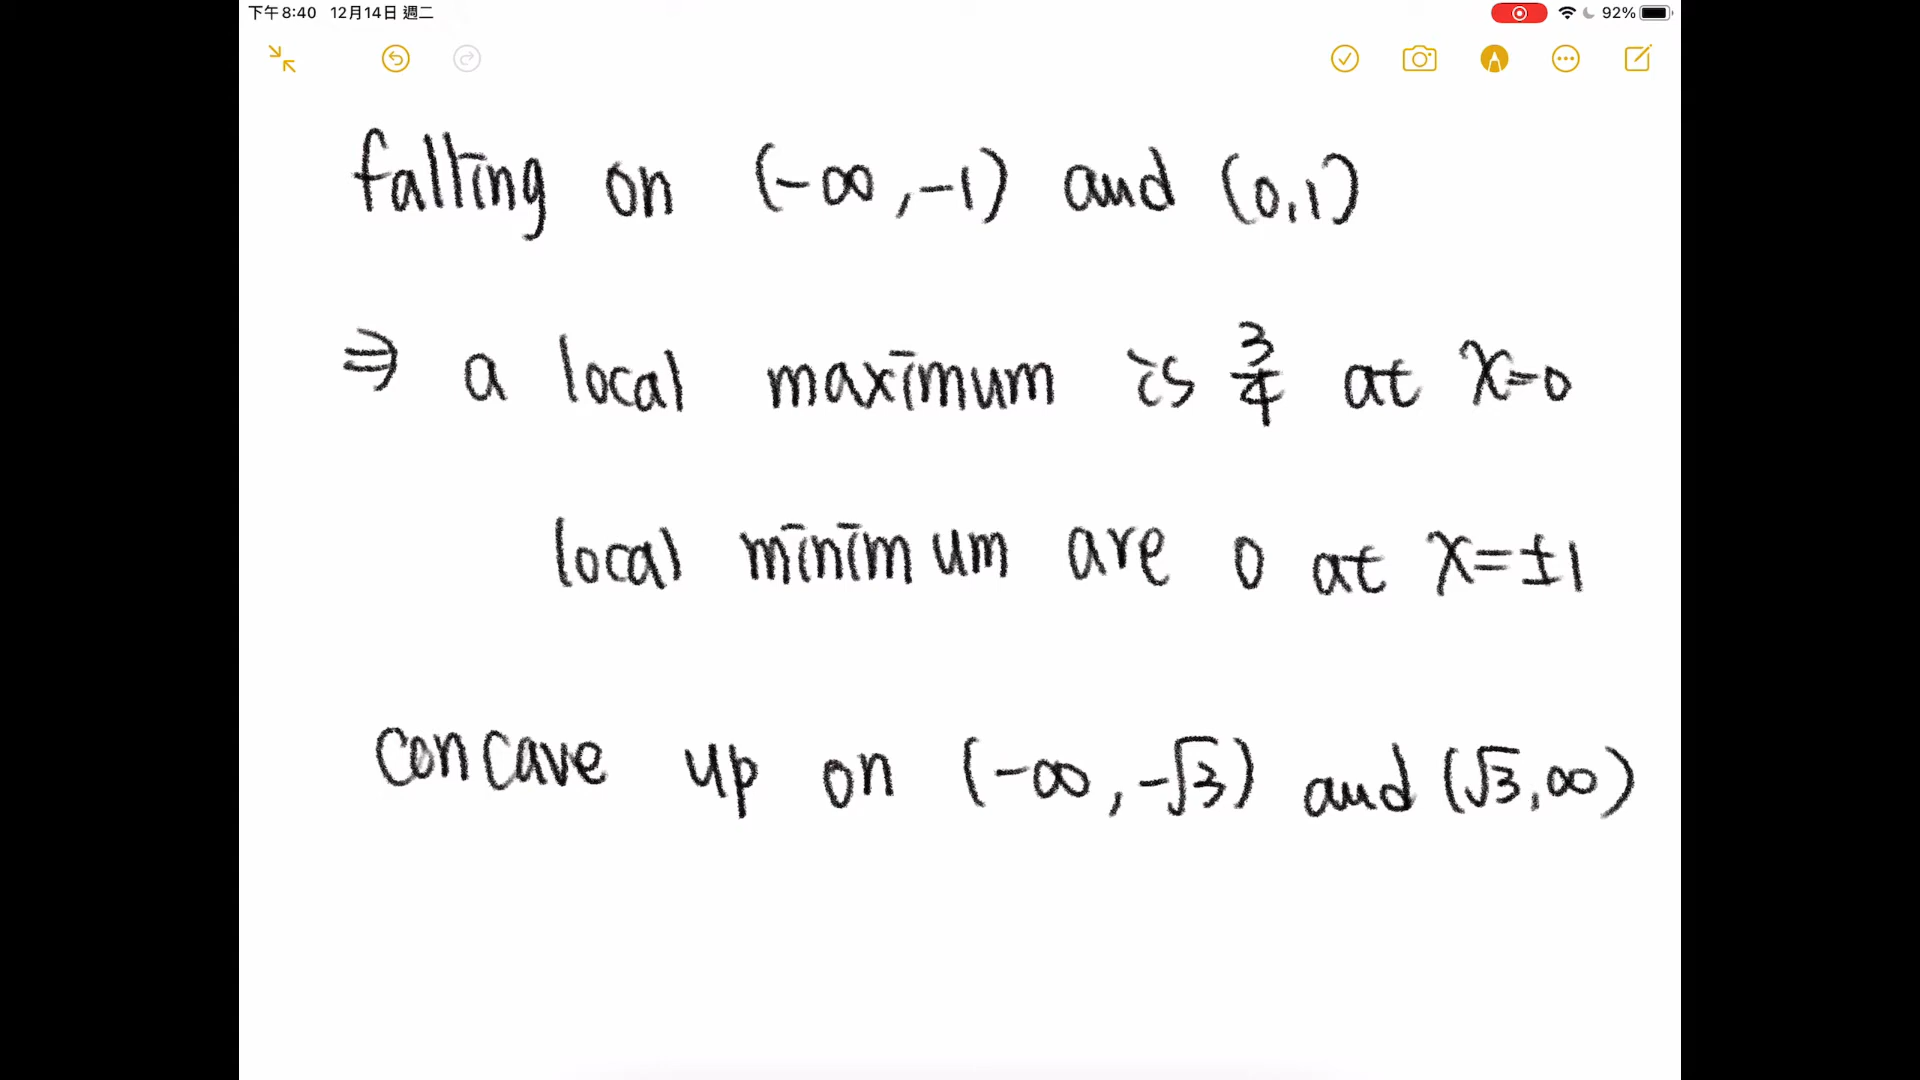 下午8:40 12月14日 週二 92%
falling on (-∞,-1) and (0,1)
⇒ a local maximum is 3/4 at x=0
local minimum are 0 at x=±1
concave up on (-∞,-√3) and (√3,∞)